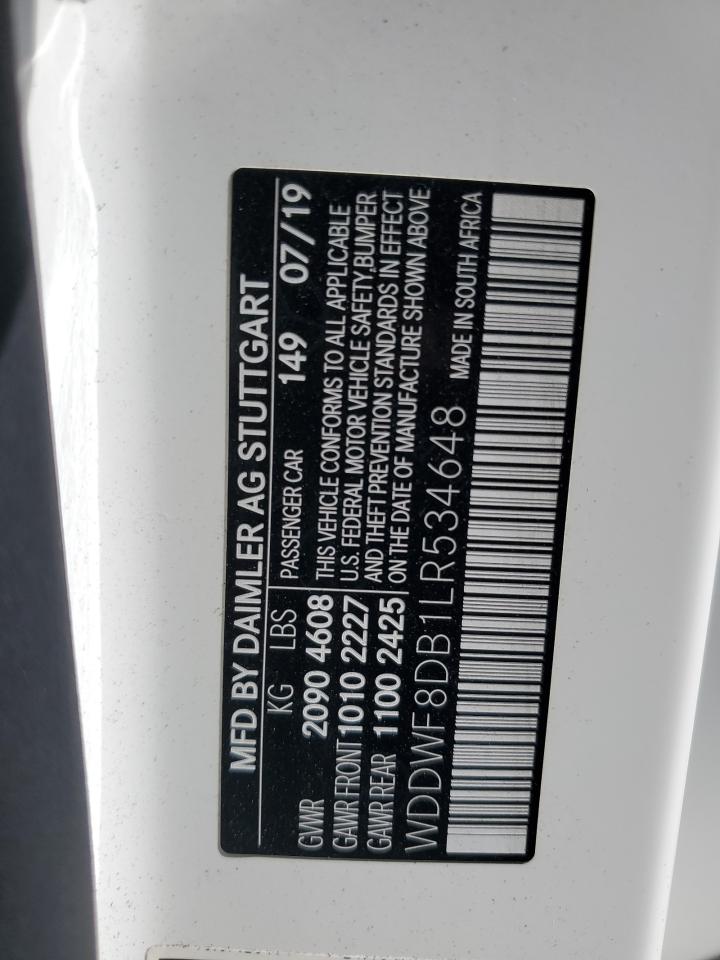 MFD BY DAIMLER AG STUTTGART
KG LBS PASSENGER CAR 149 07/19
GVWR 2090 4608 THIS VEHICLE CONFORMS TO ALL APPLICABLE
GAWR FRONT 1010 2227 U.S. FEDERAL MOTOR VEHICLE SAFETY, BUMPER,
GAWR REAR 1100 2425 AND THEFT PREVENTION STANDARDS IN EFFECT
ON THE DATE OF MANUFACTURE SHOWN ABOVE
WDDWF8DB1LR534648 MADE IN SOUTH AFRICA